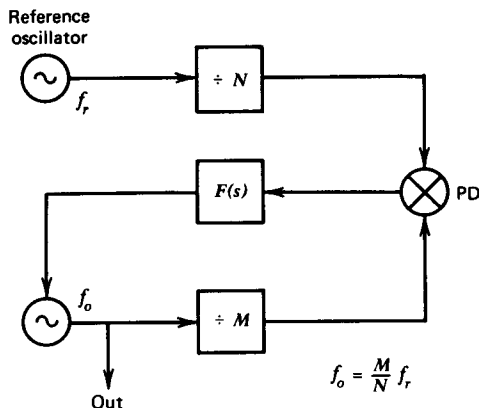 Reference
oscillator
f_r
÷ N
F(s)
PD
f_o
÷ M
f_o = M/N f_r
Out